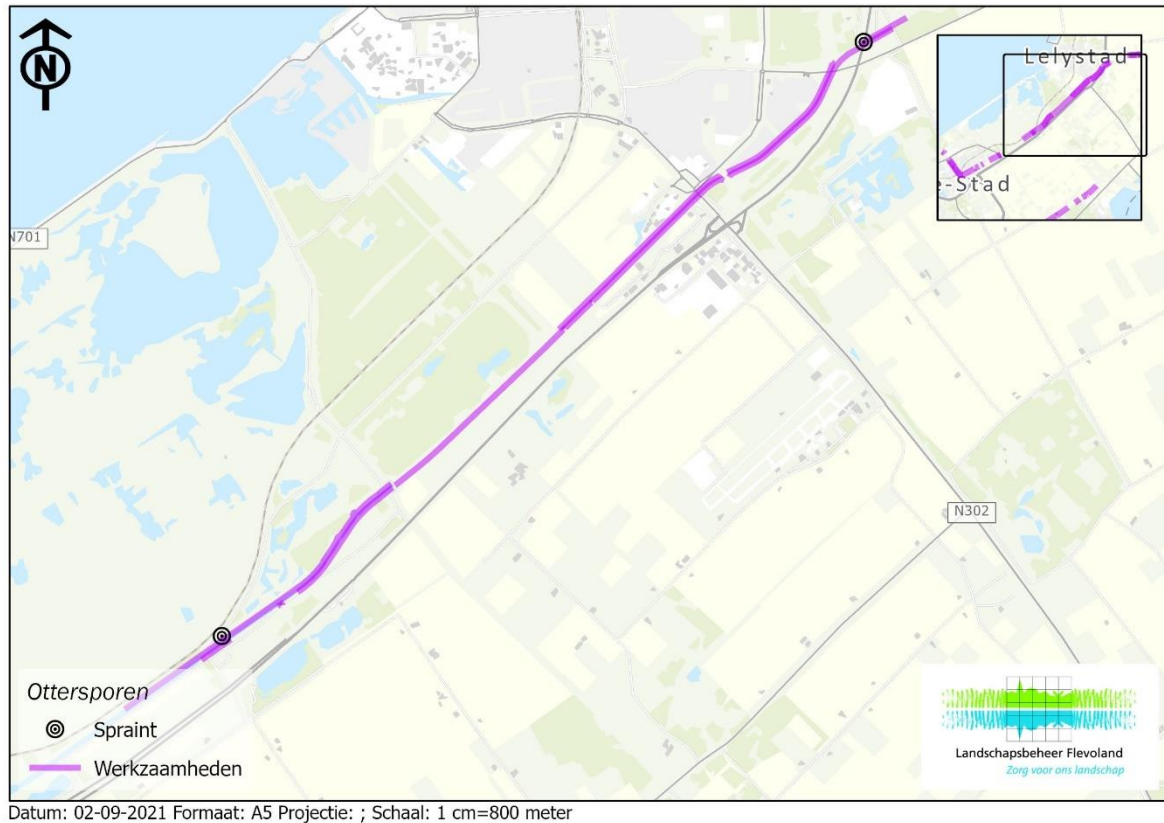 N
Lelystad
e-Stad
N701
N302
Ottersporen
Spraint
Werkzaamheden
Landschapsbeheer Flevoland
Zorg voor ons landschap
Datum: 02-09-2021 Formaat: A5 Projectie: ; Schaal: 1 cm=800 meter